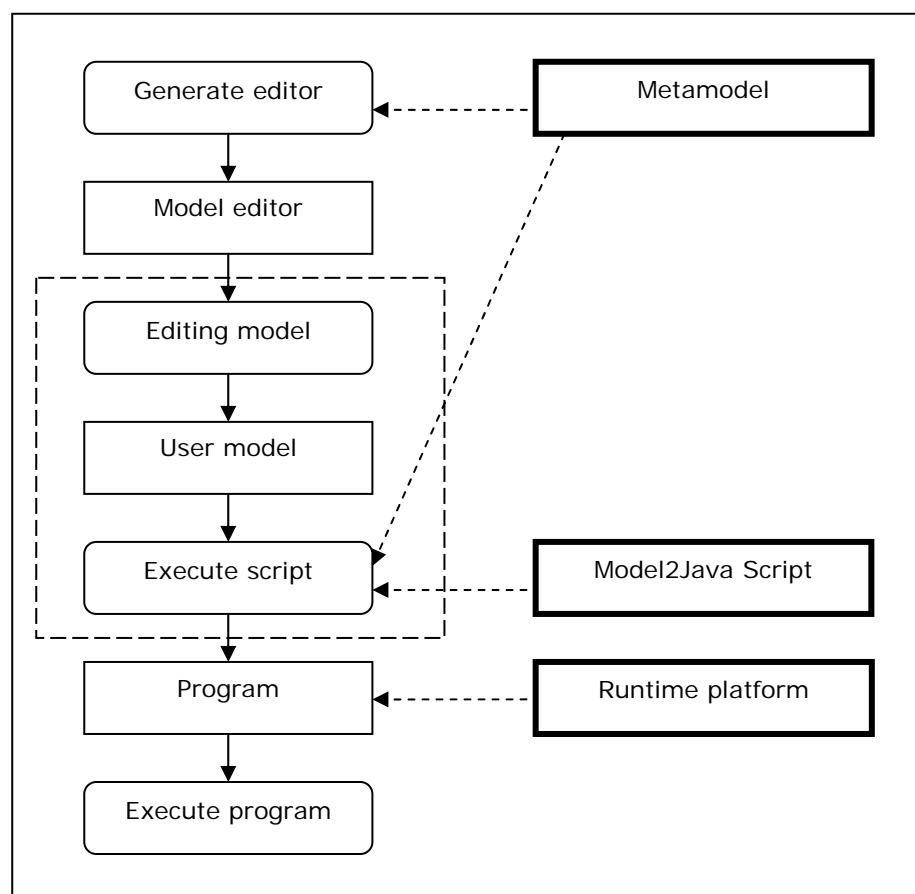 Generate editor
Metamodel
Model editor
Editing model
User model
Execute script
Model2Java Script
Program
Runtime platform
Execute program